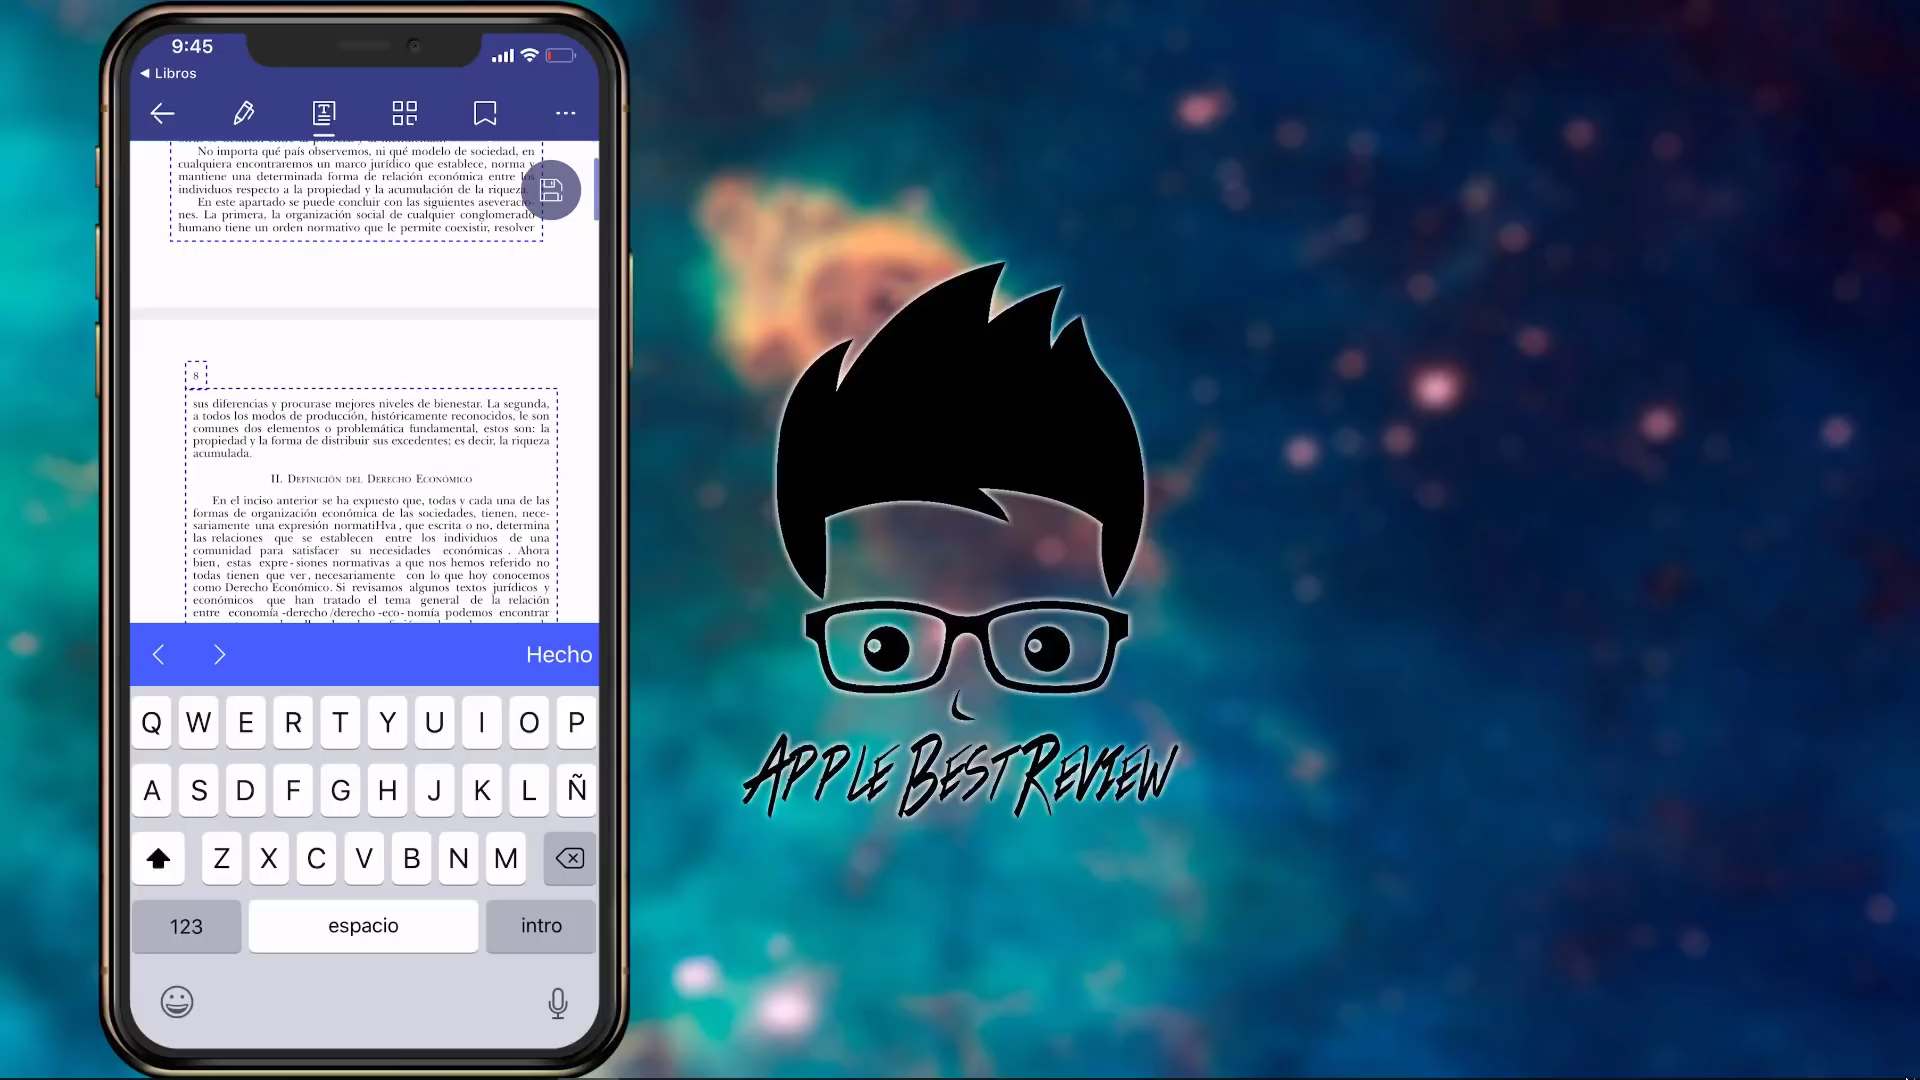 9:45
◀ Libros
No importa qué país observemos, ni qué modelo de sociedad, en
cualquiera encontraremos un marco jurídico que establece, norma y
mantiene una determinada forma de relación económica entre los
individuos respecto a la propiedad y la acumulación de la riqueza
En este apartado se puede concluir con las siguientes aseveracio-
nes. La primera, la organización social de cualquier conglomerado
humano tiene un orden normativo que le permite coexistir, resolver
8
sus diferencias y procurase mejores niveles de bienestar. La segunda,
a todos los modos de producción, históricamente reconocidos, le son
comunes dos elementos o problemática fundamental, estos son: la
propiedad y la forma de distribuir sus excedentes; es decir, la riqueza
acumulada.
II. Definición del Derecho Económico
En el inciso anterior se ha expuesto que, todas y cada una de las
formas de organización económica de las sociedades, tienen, nece-
sariamente una expresión normatiHva , que escrita o no, determina
las relaciones que se establecen entre los individuos de una
comunidad para satisfacer su necesidades económicas . Ahora
bien, estas expre-siones normativas a que nos hemos referido no
todas tienen que ver, necesariamente con lo que hoy conocemos
como Derecho Económico. Si revisamos algunos textos jurídicos y
económicos que han tratado el tema general de la relación
entre economía -derecho /derecho -eco- nomía podemos encontrar
Hecho
Q W E R T Y U I O P
A S D F G H J K L Ñ
Z X C V B N M
123 espacio intro
Apple Best Review